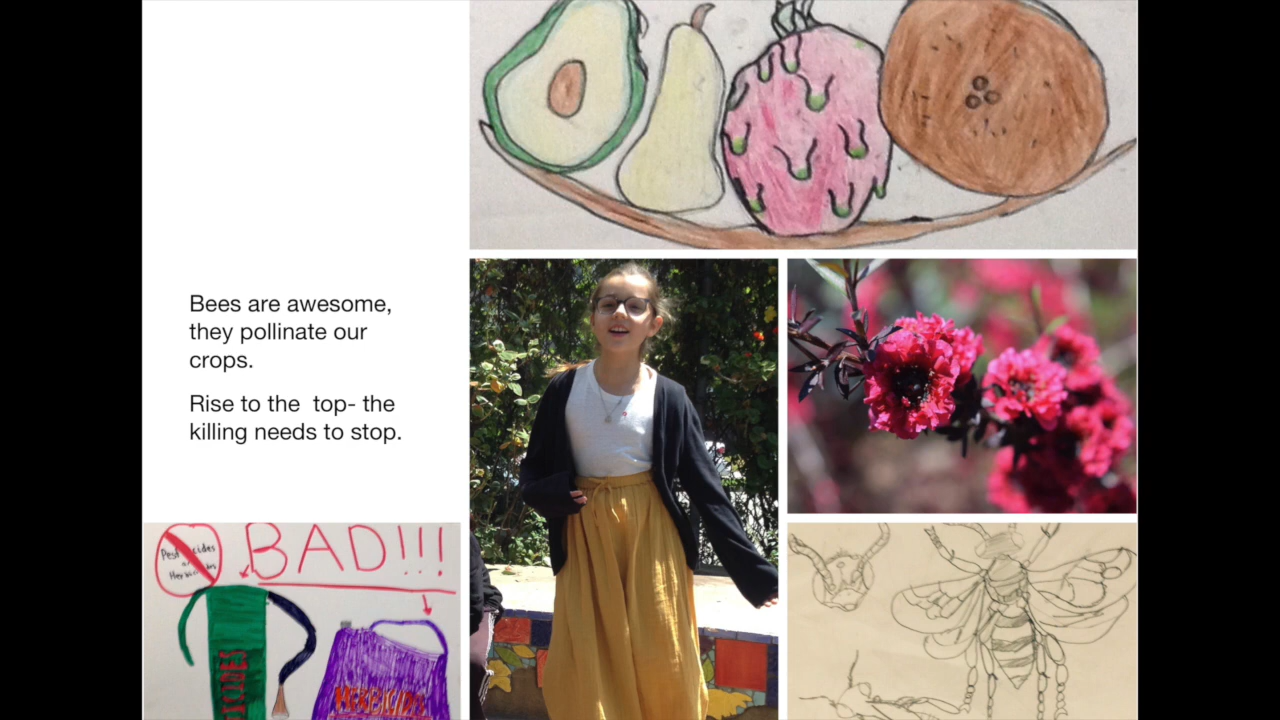 Bees are awesome,
they pollinate our
crops.
Rise to the  top- the
killing needs to stop.
BAD!!!
Pesticides
Herbicides